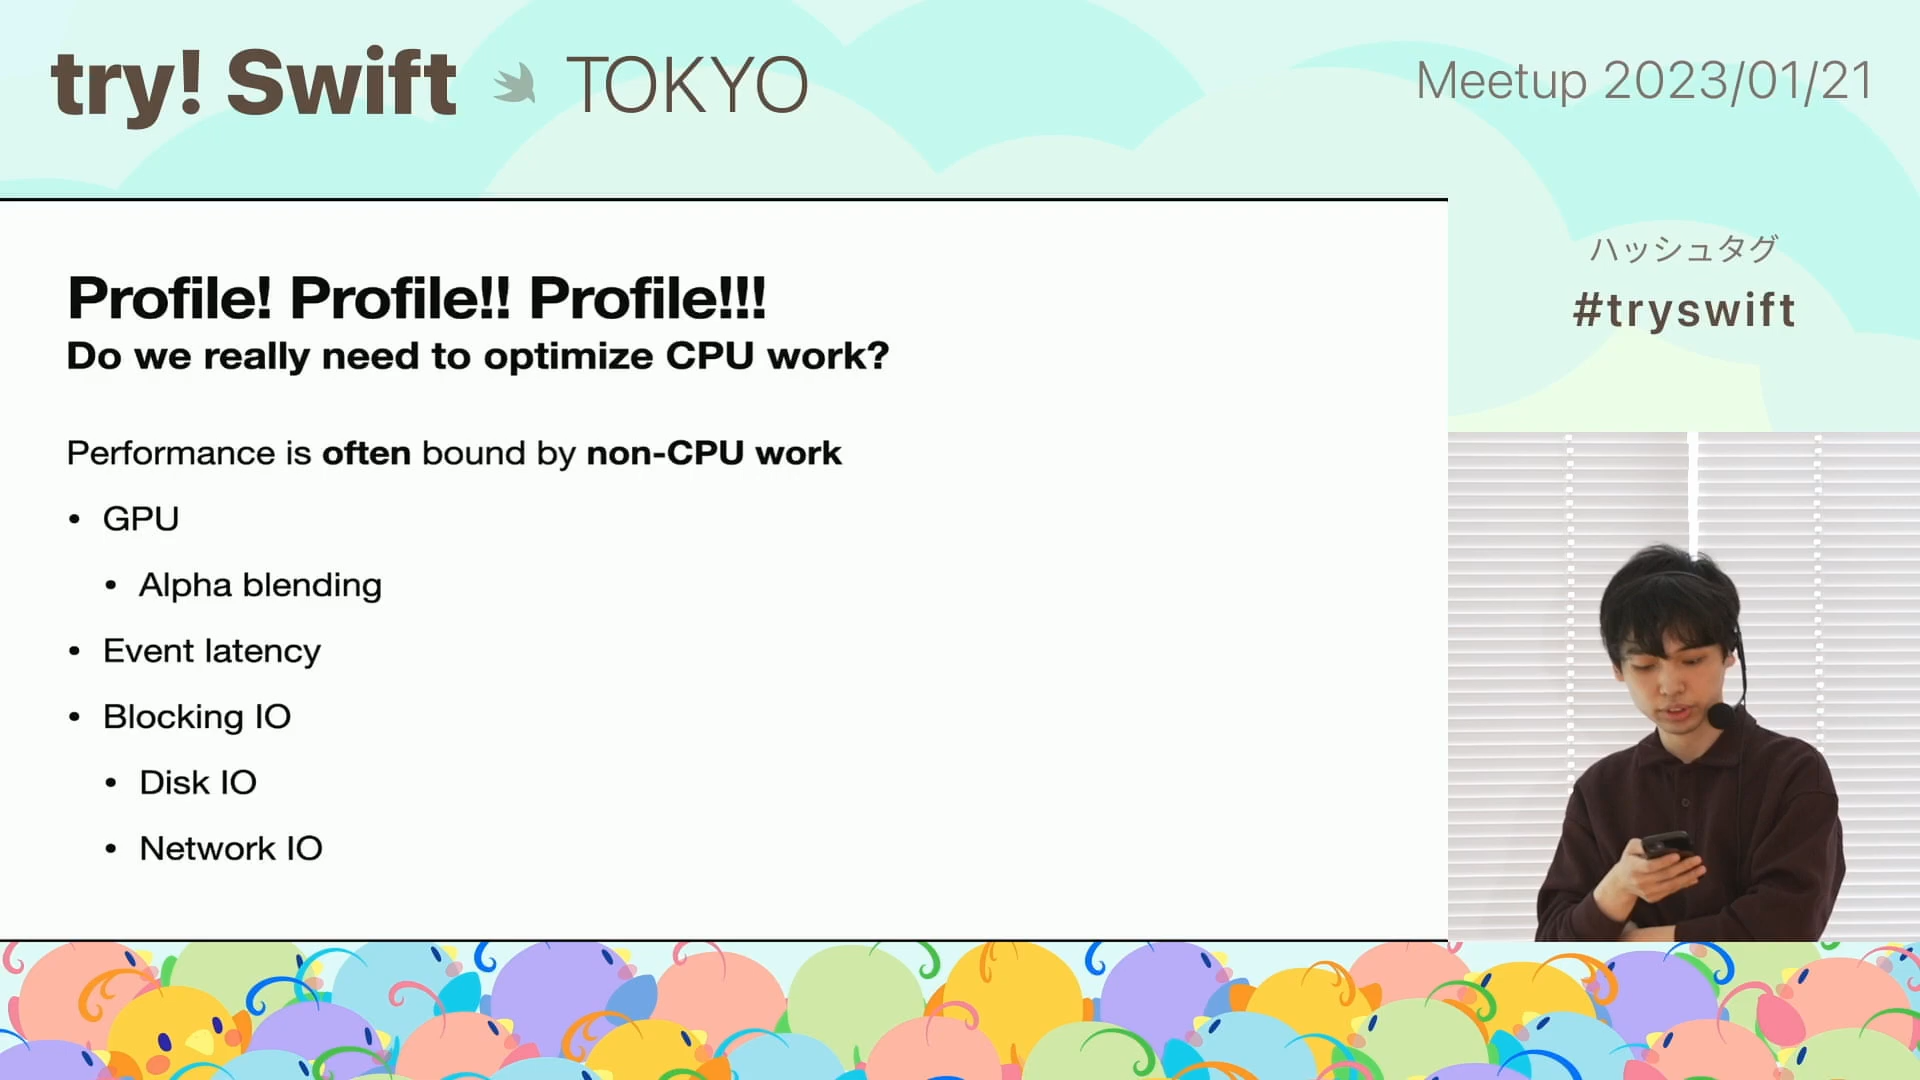 try! Swift TOKYO
Meetup 2023/01/21
ハッシュタグ
#tryswift
Profile! Profile!! Profile!!!
Do we really need to optimize CPU work?
Performance is often bound by non-CPU work
• GPU
• Alpha blending
• Event latency
• Blocking IO
• Disk IO
• Network IO